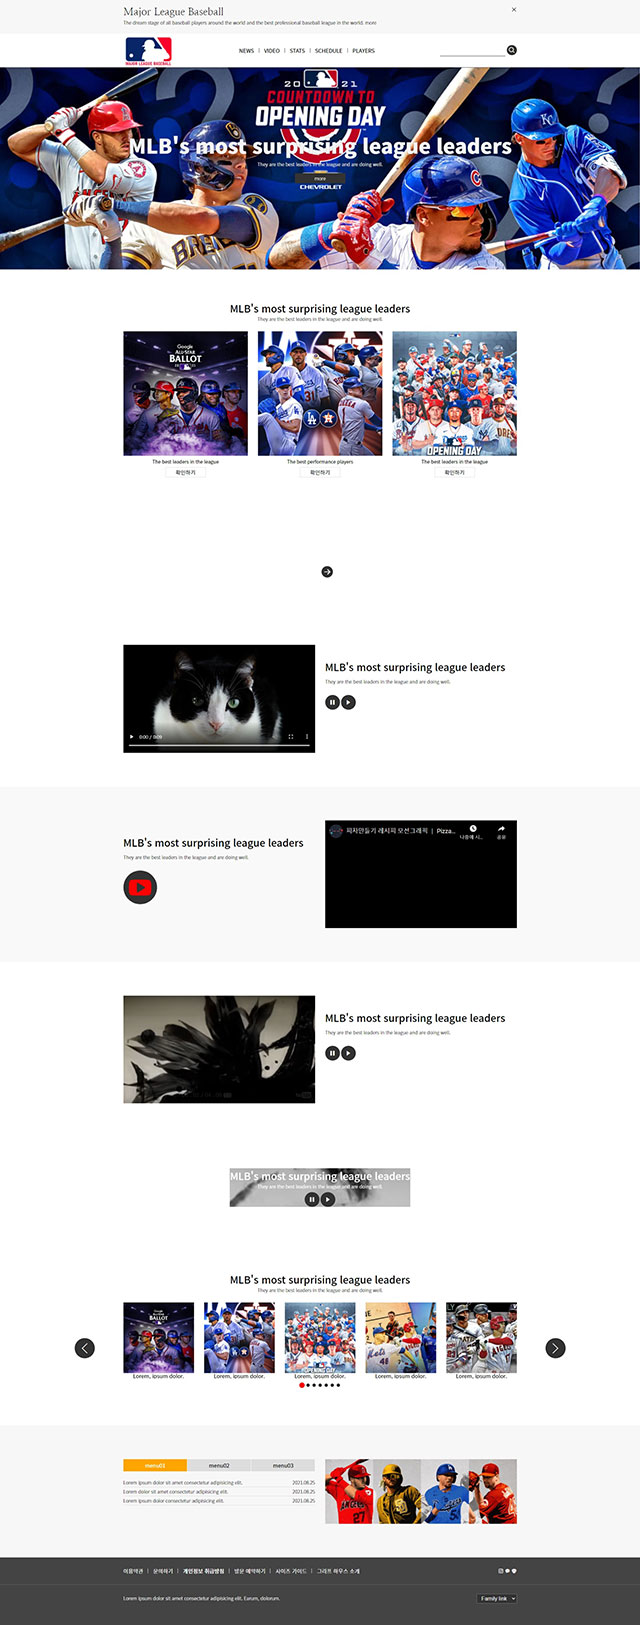 Major League Baseball
The dream stage of all baseball players around the world and the best professional baseball league in the world. more
MAJOR LEAGUE BASEBALL
NEWS | VIDEO | STATS | SCHEDULE | PLAYERS
20 21
COUNTDOWN TO
OPENING DAY
MLB's most surprising league leaders
They are the best leaders in the league and are doing well.
more
CHEVROLET
MLB's most surprising league leaders
They are the best leaders in the league and are doing well.
Google
ALL-STAR
BALLOT
OPENING DAY
The best leaders in the league
The best performance players
The best leaders in the league
확인하기
확인하기
확인하기
MLB's most surprising league leaders
They are the best leaders in the league and are doing well.
0:00 / 0:09
MLB's most surprising league leaders
They are the best leaders in the league and are doing well.
피자만들기 레시피 모션그래픽 | Pizza...
나중에 시...
공유
MLB's most surprising league leaders
They are the best leaders in the league and are doing well.
MLB's most surprising league leaders
They are the best leaders in the league and are doing well.
MLB's most surprising league leaders
They are the best leaders in the league and are doing well.
BALLOT
OPENING DAY
Lorem, ipsum dolor.
Lorem, ipsum dolor.
Lorem, ipsum dolor.
Lorem, ipsum dolor.
Lorem, ipsum dolor.
menu01
menu02
menu03
Lorem ipsum dolor sit amet consectetur adipisicing elit. 2021.08.25
Lorem ipsum dolor sit amet consectetur elit. 2021.08.25
Lorem ipsum dolor consectetur adipisicing elit. 2021.08.25
이용약관 | 문의하기 | 개인정보 취급방침 | 방문 예약하기 | 사이즈 가이드 | 그라프 하우스 소개
Lorem ipsum dolor sit amet consectetur adipisicing elit. Earum, dolorum.
Family link